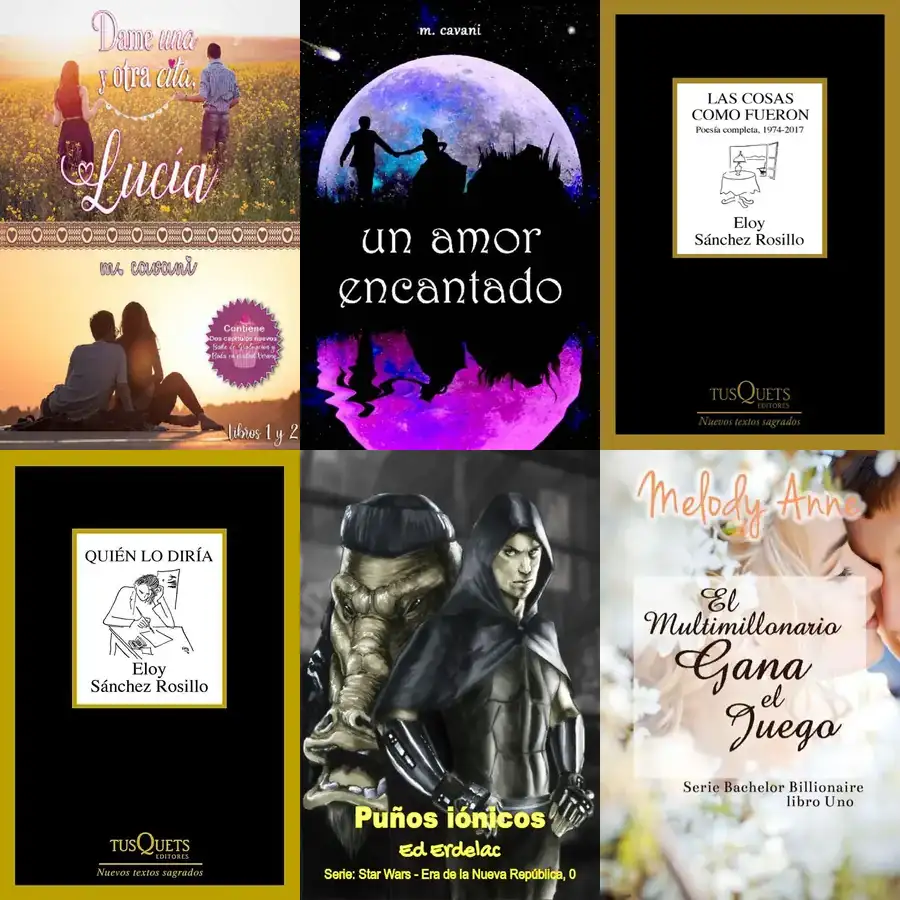 Dame una
y otra cita,
Lucía
m. cavani
Contiene
Dos capítulos nuevos
Libros 1 y 2
m. cavani
un amor
encantado
LAS COSAS
COMO FUERON
Poesía completa, 1974-2017
Eloy
Sánchez Rosillo
TUSQUETS
EDITORES
Nuevos textos sagrados
QUIÉN LO DIRÍA
Eloy
Sánchez Rosillo
TUSQUETS
EDITORES
Nuevos textos sagrados
Puños iónicos
Ed Erdelac
Serie: Star Wars - Era de la Nueva República, 0
Melody Anne
El
Multimillonario
Gana
el
Juego
Serie Bachelor Billionaire
libro Uno